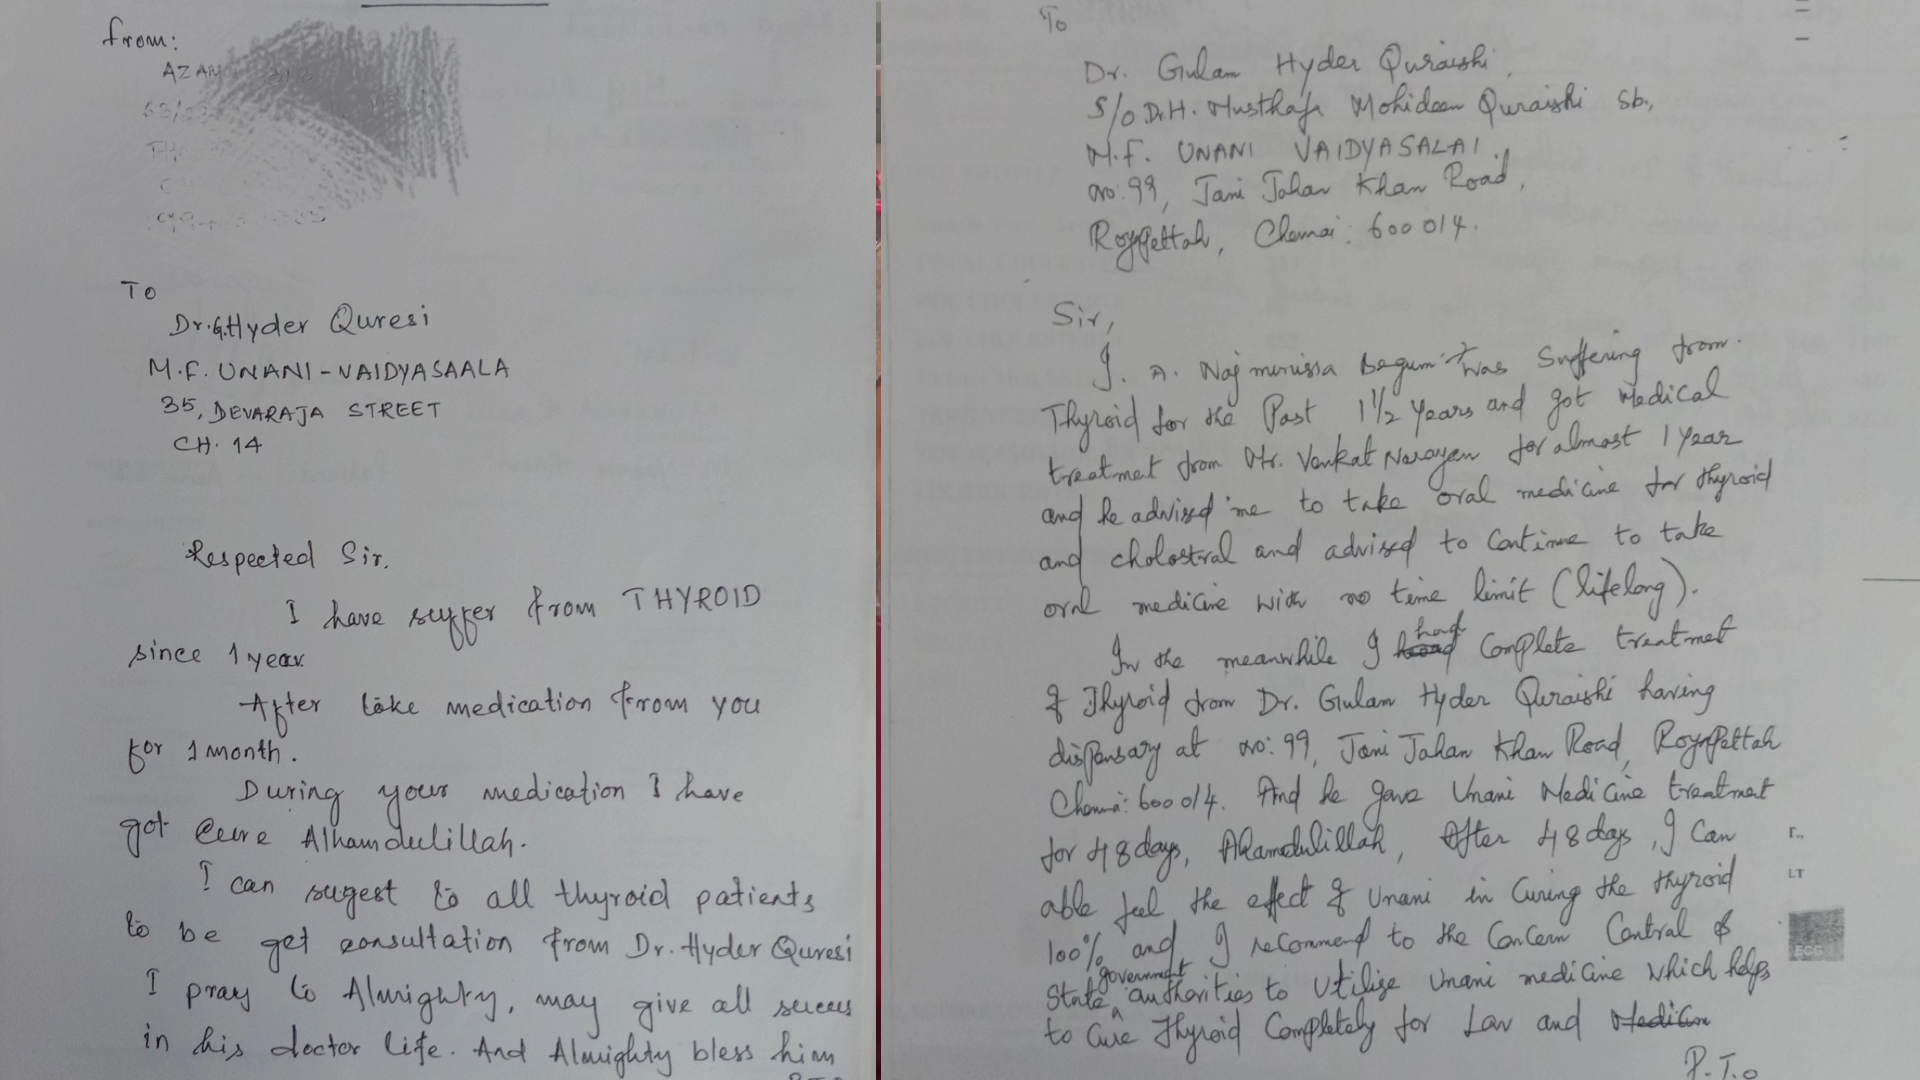 from:
AZAM
To
Dr.G.Hyder Quresi
M.F. UNANI-VAIDYASAALA
35, DEVARAJA STREET
CH. 14
Respected Sir,
I have suffer from THYROID
since 1 year.
After take medication from you
for 1 month.
During your medication I have
got Cure Alhamdulillah.
I can sugest to all thyroid patients
to be get consultation from Dr. Hyder Quresi
I pray to Almighty, may give all succes
in his doctor life. And Almighty bless him
To
Dr. Gulam Hyder Quraishi,
S/o Dr.H. Musthafa Mohideen Quraishi Sb.,
M.F. UNANI VAIDYASALAI.,
No: 99, Jani Jahan Khan Road,
Royapettah, Chennai: 600 014.
Sir,
I. A. Najmunissa Begum was Suffering from
Thyroid for the Past 1 1/2 years and got Medical
treatment from Mr. Venkat Narayan for almost 1 year
and he advised me to take oral medicine for thyroid
and cholostral and advised to Continue to take
oral medicine with no time limit (lifelong).
In the meanwhile I had Complete treatment
of Thyroid from Dr. Gulam Hyder Quraishi having
dispensary at No: 99, Jani Jahan Khan Road, Royapettah
Chennai: 600 014. And he gave Unani Medicine treatment
for 48 days, Alhamdulillah, After 48 days, I Can
able feel the effect of Unani in Curing the thyroid
100% and I recommend to the Concern Central &
State government authorities to utilize Unani medicine which helps
to Cure Thyroid Completely for Law and Medicin
P.T.O
LT
ECG